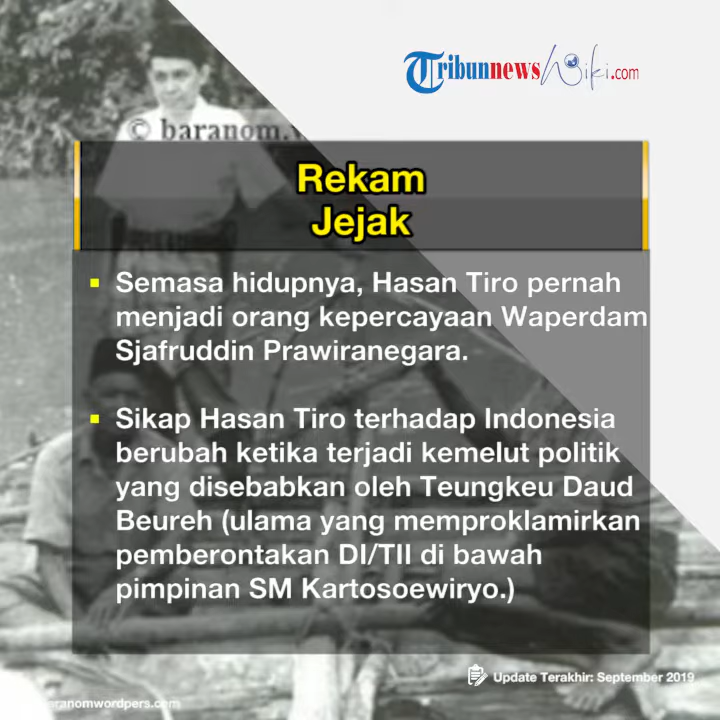 TribunnewsWiki.com
© baranom.
Rekam
Jejak
Semasa hidupnya, Hasan Tiro pernah
menjadi orang kepercayaan Waperdam
Sjafruddin Prawiranegara.
Sikap Hasan Tiro terhadap Indonesia
berubah ketika terjadi kemelut politik
yang disebabkan oleh Teungkeu Daud
Beureh (ulama yang memproklamirkan
pemberontakan DI/TII di bawah
pimpinan SM Kartosoewiryo.)
Update Terakhir: September 2019
aranomwordpers.com